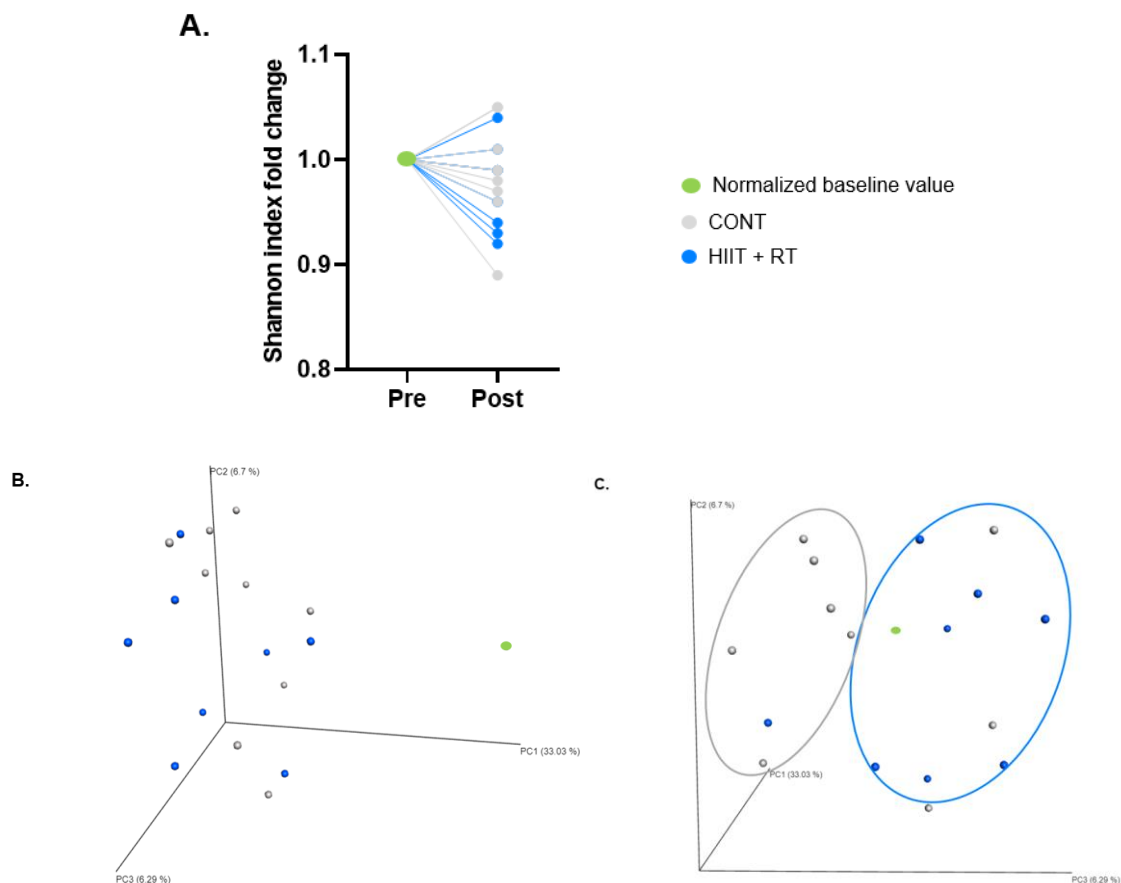 A.
1.1
1.0
0.9
0.8
Shannon index fold change
Pre
Post
Normalized baseline value
CONT
HIIT + RT
B.
PC2 (6.7 %)
PC1 (33.03 %)
PC3 (6.29 %)
C.
PC2 (6.7 %)
PC1 (33.03 %)
PC3 (6.29 %)